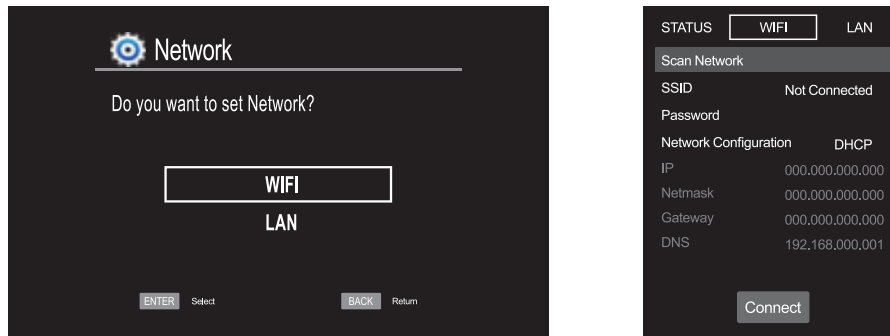 Network
Do you want to set Network?
WIFI
LAN
ENTER Select BACK Return
STATUS WIFI LAN
Scan Network
SSID Not Connected
Password
Network Configuration DHCP
IP 000.000.000.000
Netmask 000.000.000.000
Gateway 000.000.000.000
DNS 192.168.000.001
Connect